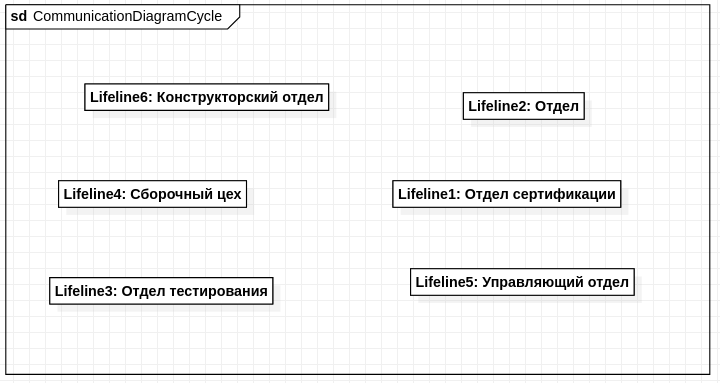 sd CommunicationDiagramCycle
Lifeline6: Конструкторский отдел
Lifeline2: Отдел
Lifeline4: Сборочный цех
Lifeline1: Отдел сертификации
Lifeline3: Отдел тестирования
Lifeline5: Управляющий отдел